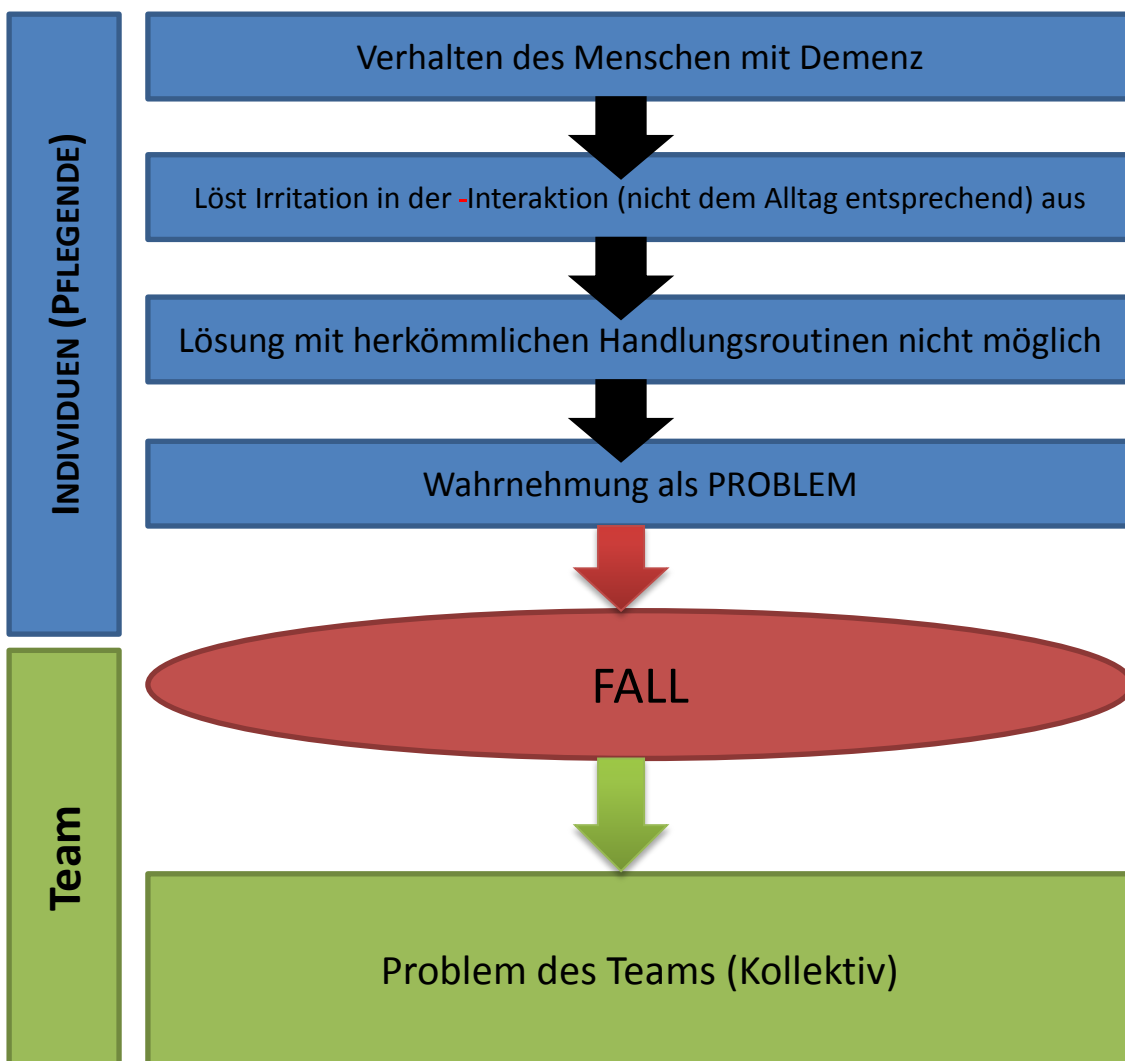 INDIVIDUEN (PFLEGENDE)
Verhalten des Menschen mit Demenz
Löst Irritation in der -Interaktion (nicht dem Alltag entsprechend) aus
Lösung mit herkömmlichen Handlungsroutinen nicht möglich
Wahrnehmung als PROBLEM
FALL
Team
Problem des Teams (Kollektiv)